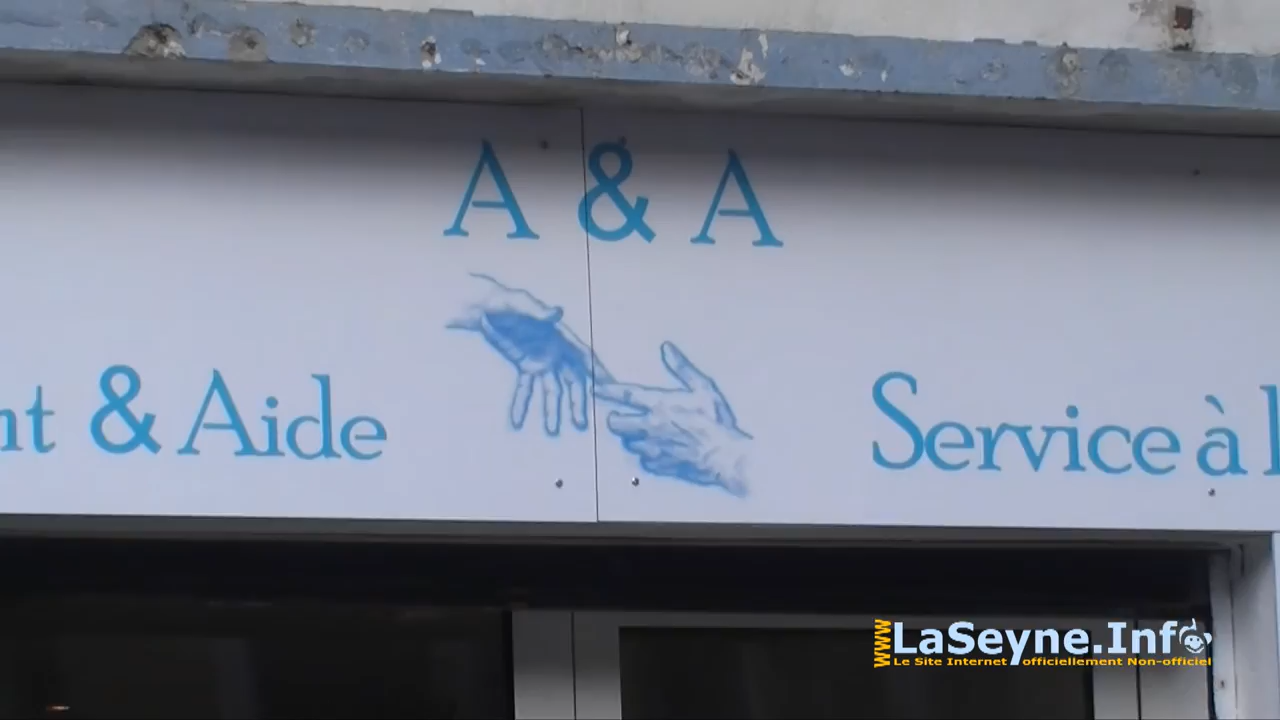 A & A
nt & Aide
Service à l
WWW LaSeyne.Info
Le Site Internet officiellement Non-officiel